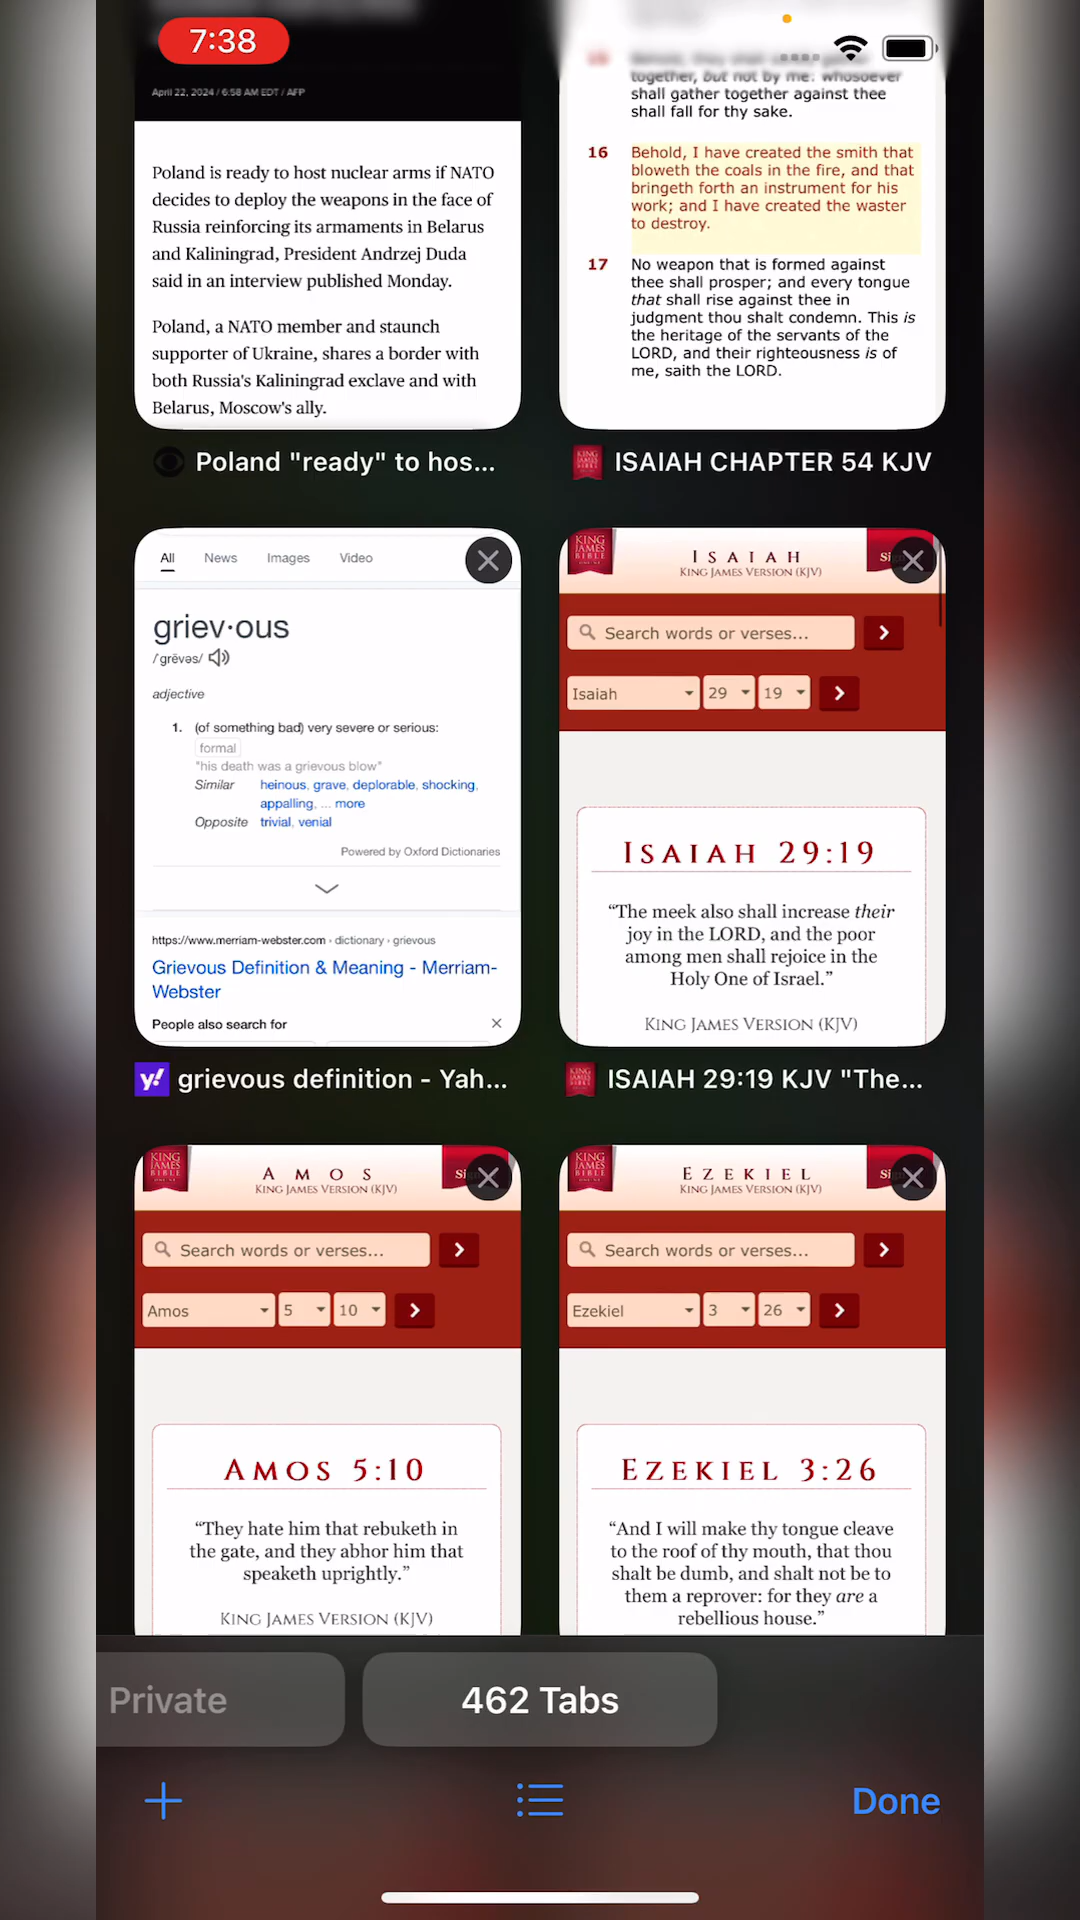 7:38
April 22, 2024 / 6:58 AM EDT / AFP
Poland is ready to host nuclear arms if NATO
decides to deploy the weapons in the face of
Russia reinforcing its armaments in Belarus
and Kaliningrad, President Andrzej Duda
said in an interview published Monday.
Poland, a NATO member and staunch
supporter of Ukraine, shares a border with
both Russia's Kaliningrad exclave and with
Belarus, Moscow's ally.
Poland "ready" to hos...
together, but not by me: whosoever
shall gather together against thee
shall fall for thy sake.
16 Behold, I have created the smith that
bloweth the coals in the fire, and that
bringeth forth an instrument for his
work; and I have created the waster
to destroy.
17 No weapon that is formed against
thee shall prosper; and every tongue
that shall rise against thee in
judgment thou shalt condemn. This is
the heritage of the servants of the
LORD, and their righteousness is of
me, saith the LORD.
KING
JAMES
BIBLE
ISAIAH CHAPTER 54 KJV
All News Images Video
griev·ous
/ˈgrēvəs/
adjective
1. (of something bad) very severe or serious:
formal
"his death was a grievous blow"
Similar heinous, grave, deplorable, shocking,
appalling, ... more
Opposite trivial, venial
Powered by Oxford Dictionaries
https://www.merriam-webster.com › dictionary › grievous
Grievous Definition & Meaning - Merriam-
Webster
People also search for
y! grievous definition - Yah...
KING
JAMES
BIBLE
ISAIAH
KING JAMES VERSION (KJV)
Search words or verses...
Isaiah 29 19
ISAIAH 29:19
“The meek also shall increase their
joy in the LORD, and the poor
among men shall rejoice in the
Holy One of Israel.”
KING JAMES VERSION (KJV)
KING
JAMES
BIBLE
ISAIAH 29:19 KJV "The...
KING
JAMES
BIBLE
AMOS
KING JAMES VERSION (KJV)
Search words or verses...
Amos 5 10
AMOS 5:10
“They hate him that rebuketh in
the gate, and they abhor him that
speaketh uprightly.”
KING JAMES VERSION (KJV)
KING
JAMES
BIBLE
EZEKIEL
KING JAMES VERSION (KJV)
Search words or verses...
Ezekiel 3 26
EZEKIEL 3:26
“And I will make thy tongue cleave
to the roof of thy mouth, that thou
shalt be dumb, and shalt not be to
them a reprover: for they are a
rebellious house.”
Private
462 Tabs
Done